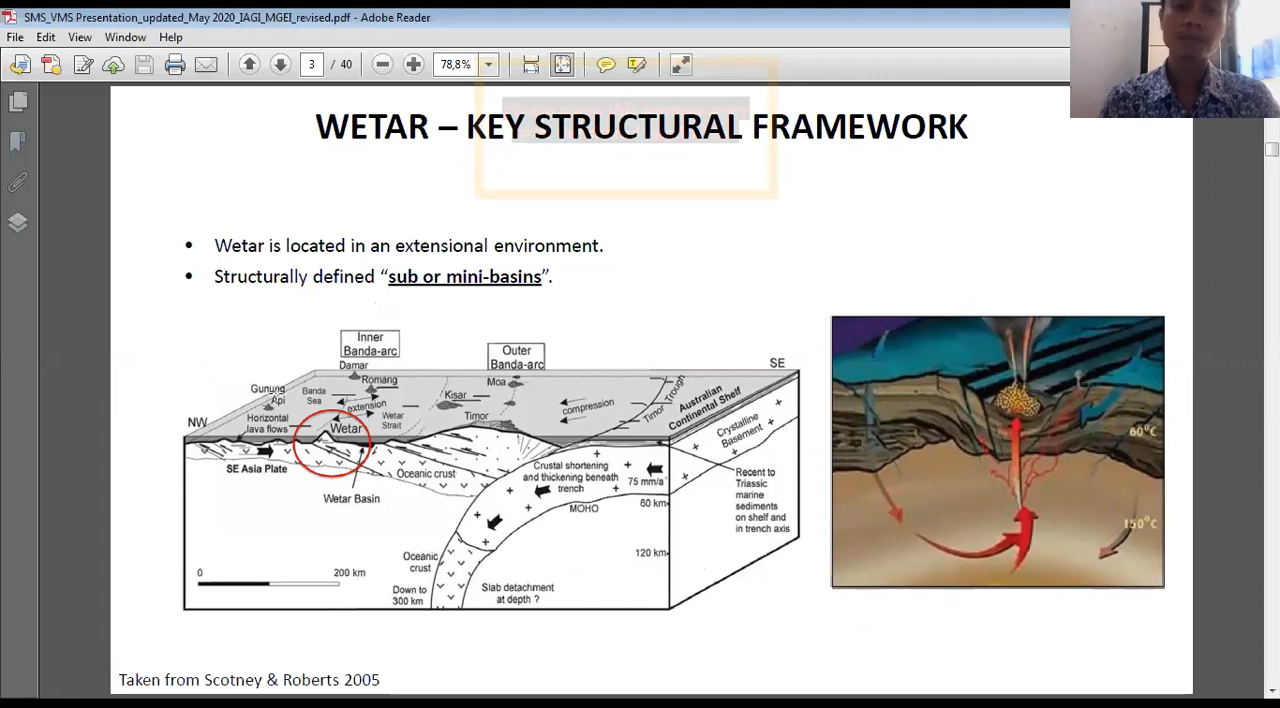 SMS_VMS Presentation_updated_May 2020_IAGI_MGEI_revised.pdf - Adobe Reader
File Edit View Window Help
3 / 40 78,8%
WETAR – KEY STRUCTURAL FRAMEWORK
• Wetar is located in an extensional environment.
• Structurally defined “sub or mini-basins”.
Inner
Banda-arc
Outer
Banda-arc
SE
Damar
Romang
Moa
Gunung
Api
Banda
Sea
extension
Kisar
compression
Timor Trough
Australian
Continental Shelf
NW
Horizontal
lava flows
Wetar
Wetar
Strait
Timor
Crystalline
Basement
SE Asia Plate
Oceanic crust
Crustal shortening
and thickening beneath
trench
75 mm/a
Wetar Basin
MOHO
60 km
Recent to
Triassic
marine
sediments
on shelf and
in trench axis
120 km
Oceanic
crust
0 200 km
Down to
300 km
Slab detachment
at depth ?
60°C
150°C
Taken from Scotney & Roberts 2005